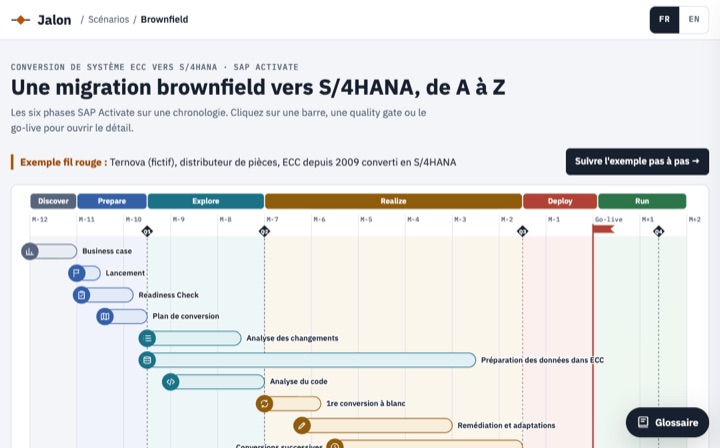 Jalon / Scénarios / Brownfield
FR EN
CONVERSION DE SYSTÈME ECC VERS S/4HANA · SAP ACTIVATE
Une migration brownfield vers S/4HANA, de A à Z
Les six phases SAP Activate sur une chronologie. Cliquez sur une barre, une quality gate ou le
go-live pour ouvrir le détail.
Exemple fil rouge : Ternova (fictif), distributeur de pièces, ECC depuis 2009 converti en S/4HANA
Suivre l'exemple pas à pas →
Discover Prepare Explore Realize Deploy Run
M-12 M-11 M-10 M-9 M-8 M-7 M-6 M-5 M-4 M-3 M-2 M-1 Go-live M+1 M+2
Business case
Lancement
Readiness Check
Plan de conversion
Analyse des changements
Préparation des données dans ECC
Analyse du code
1re conversion à blanc
Remédiation et adaptations
Glossaire
Conversions successives